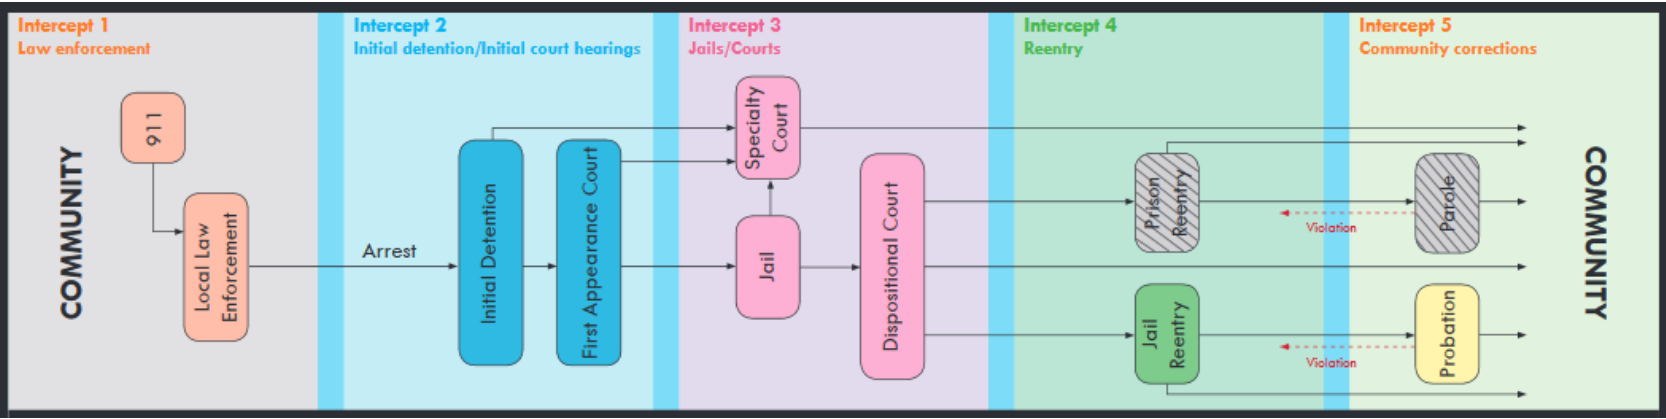 Intercept 1
Law enforcement
Intercept 2
Initial detention/Initial court hearings
Intercept 3
Jails/Courts
Intercept 4
Reentry
Intercept 5
Community corrections
COMMUNITY
911
Local Law
Enforcement
Arrest
Initial Detention
First Appearance Court
Specialty
Court
Jail
Dispositional Court
Prison
Reentry
Jail
Reentry
Violation
Violation
Parole
Probation
COMMUNITY